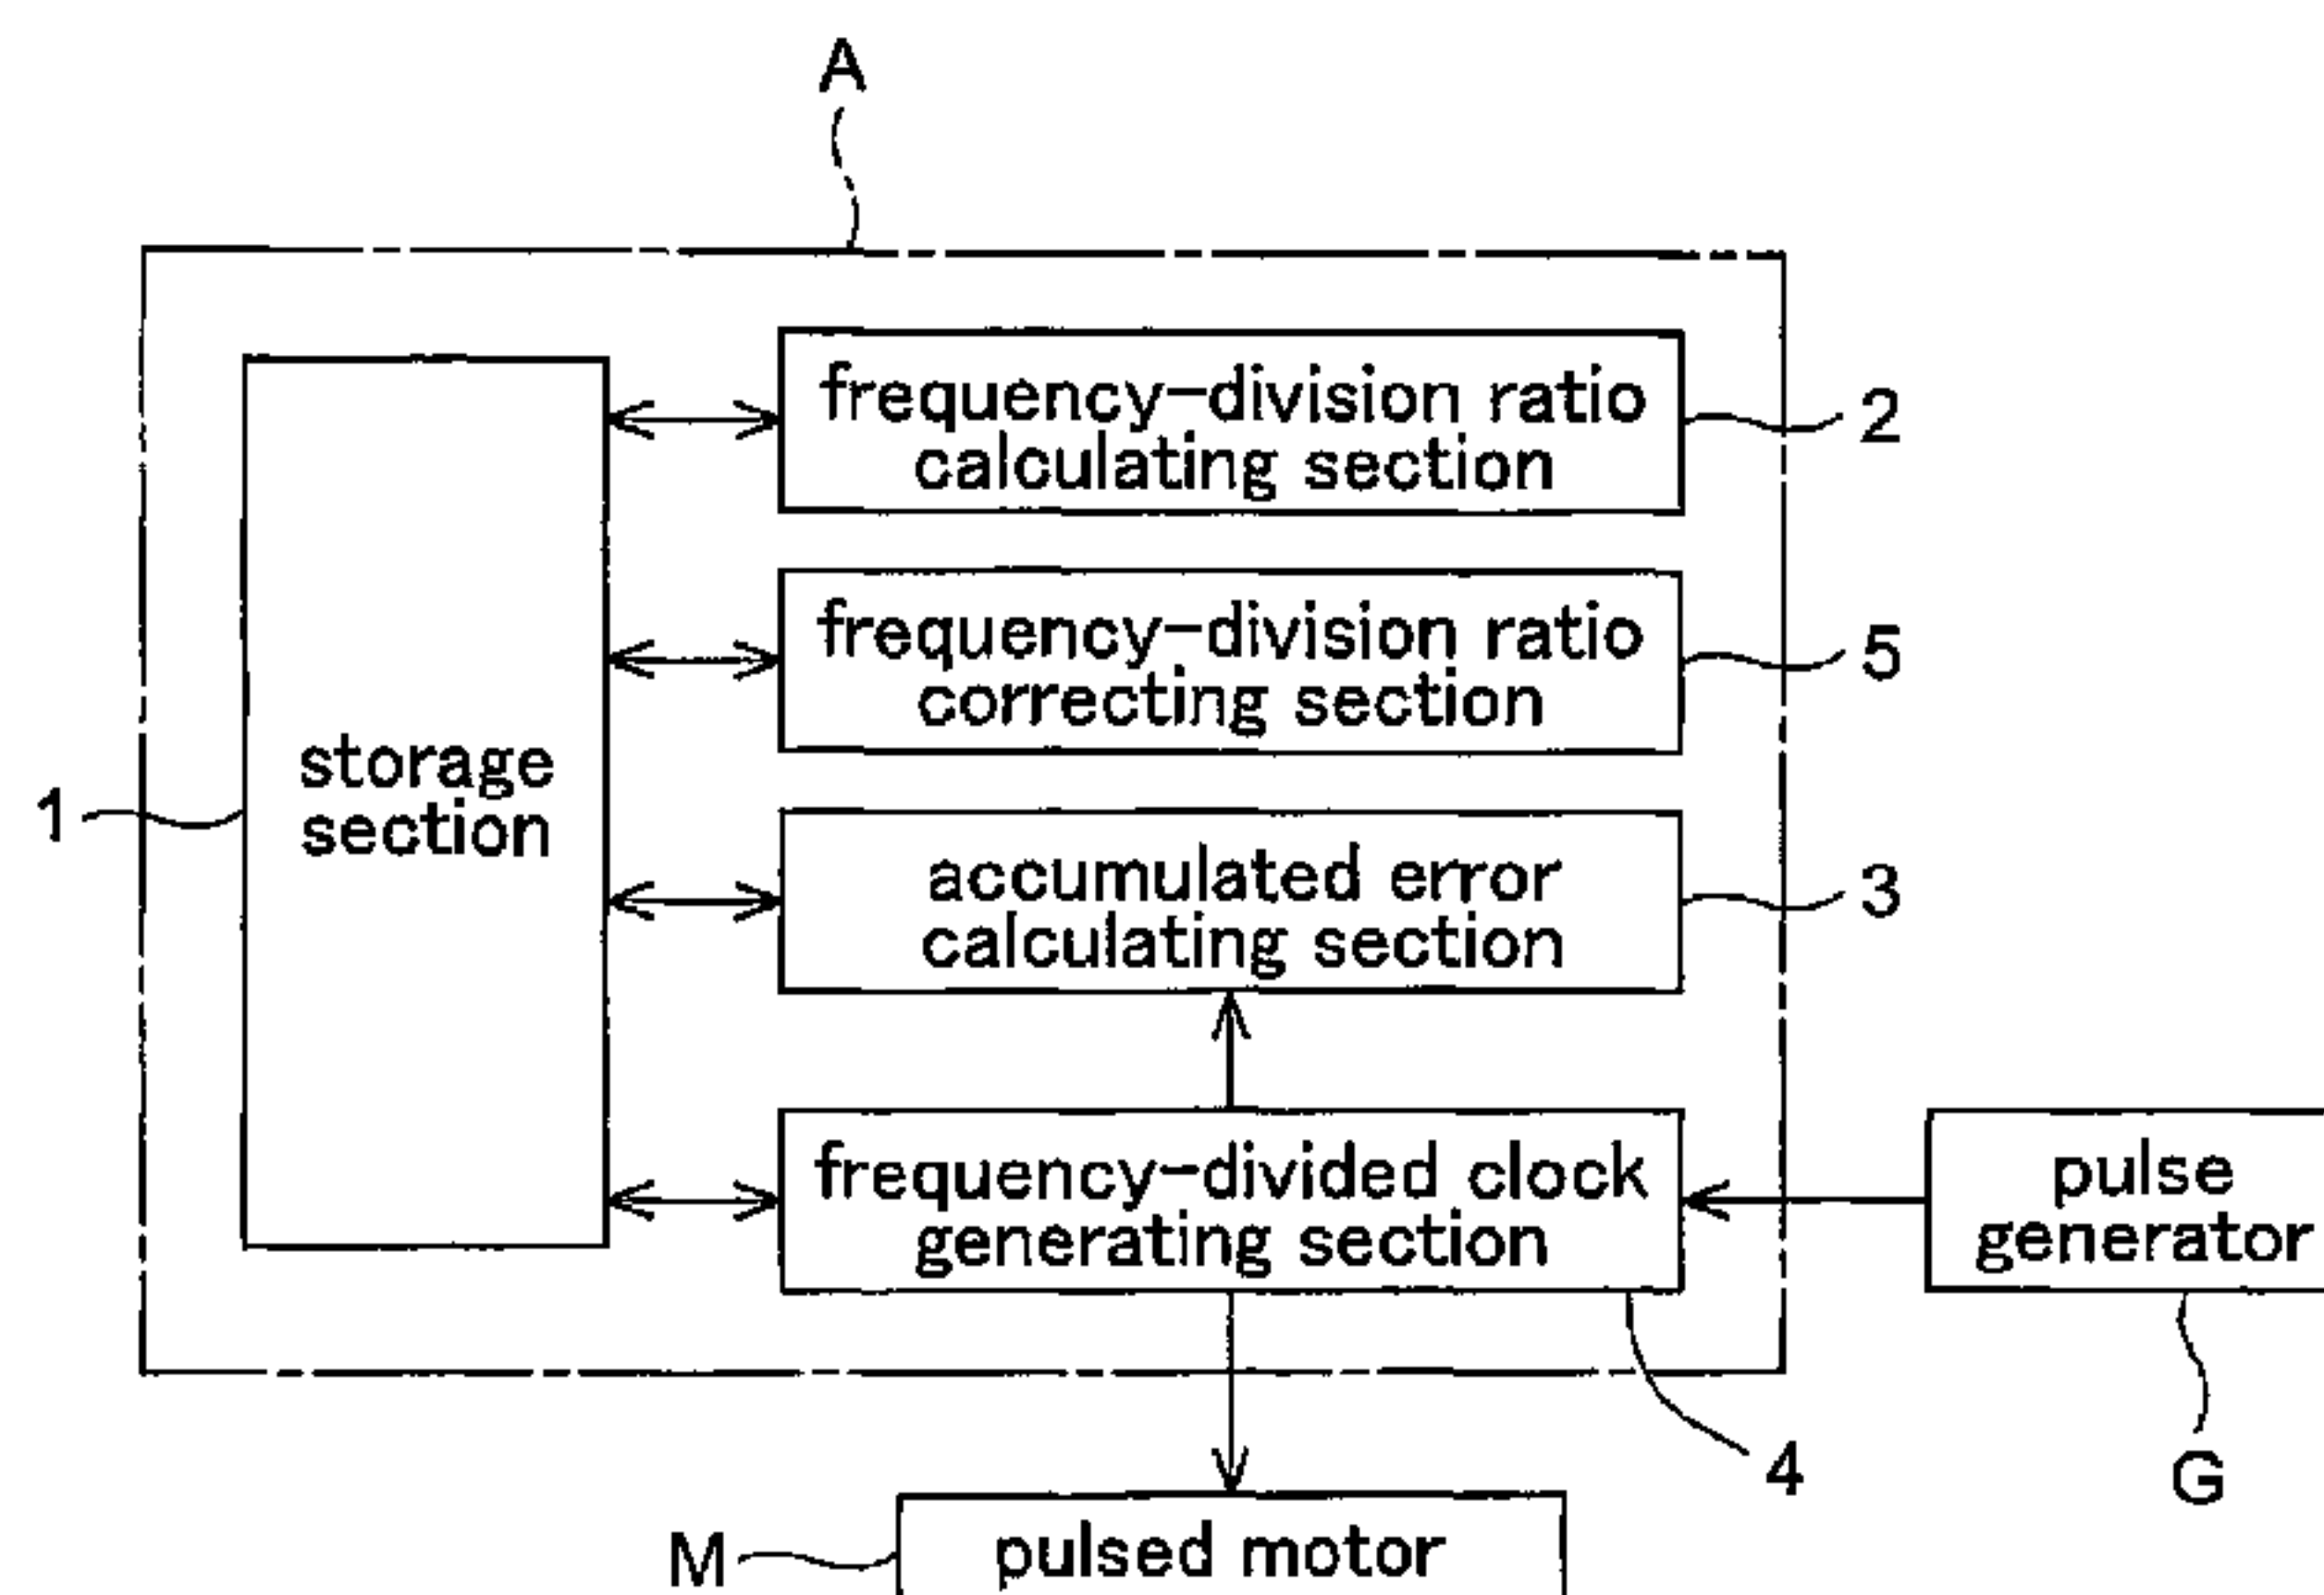 A
frequency-division ratio
calculating section
2
frequency-division ratio
correcting section
5
storage
section
1
accumulated error
calculating section
3
frequency-divided clock
generating section
pulse
generator
4
G
M
pulsed motor